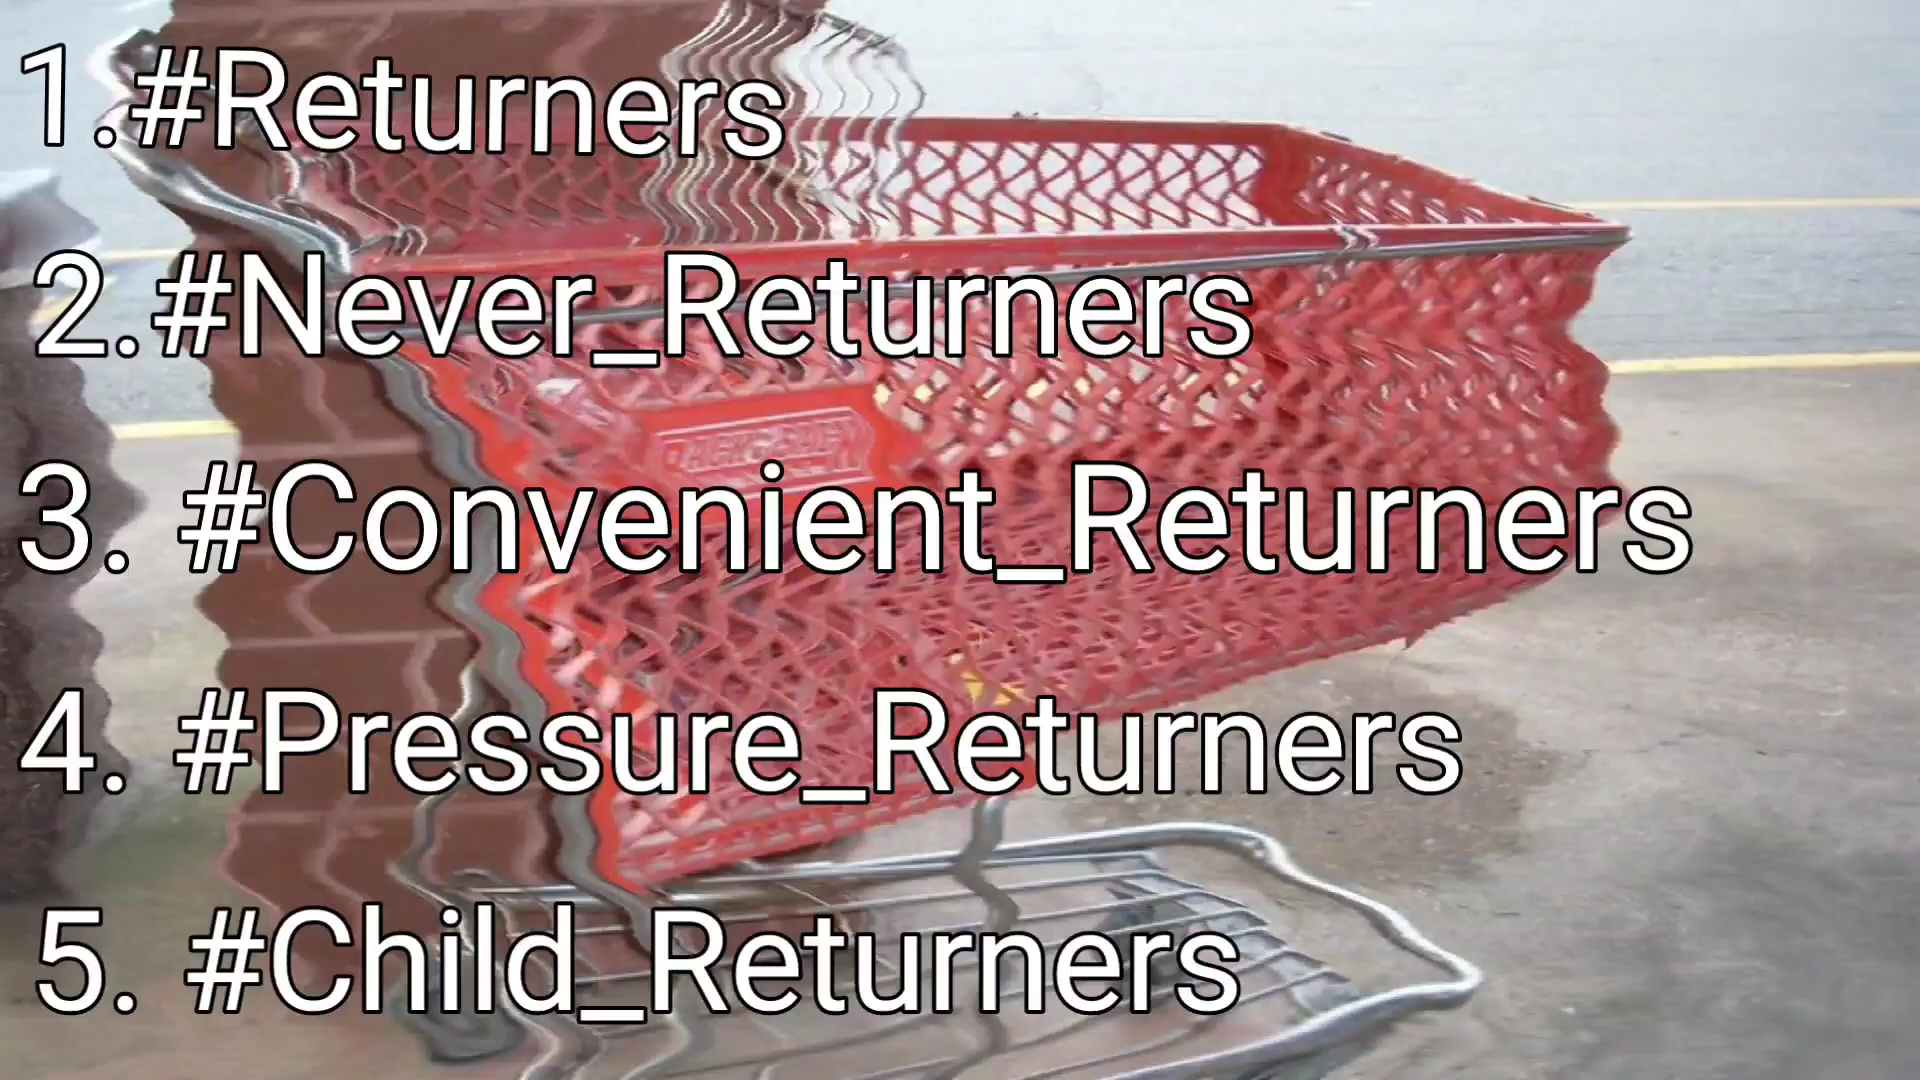 1.#Returners
2.#Never_Returners
3. #Convenient_Returners
4. #Pressure_Returners
5. #Child_Returners